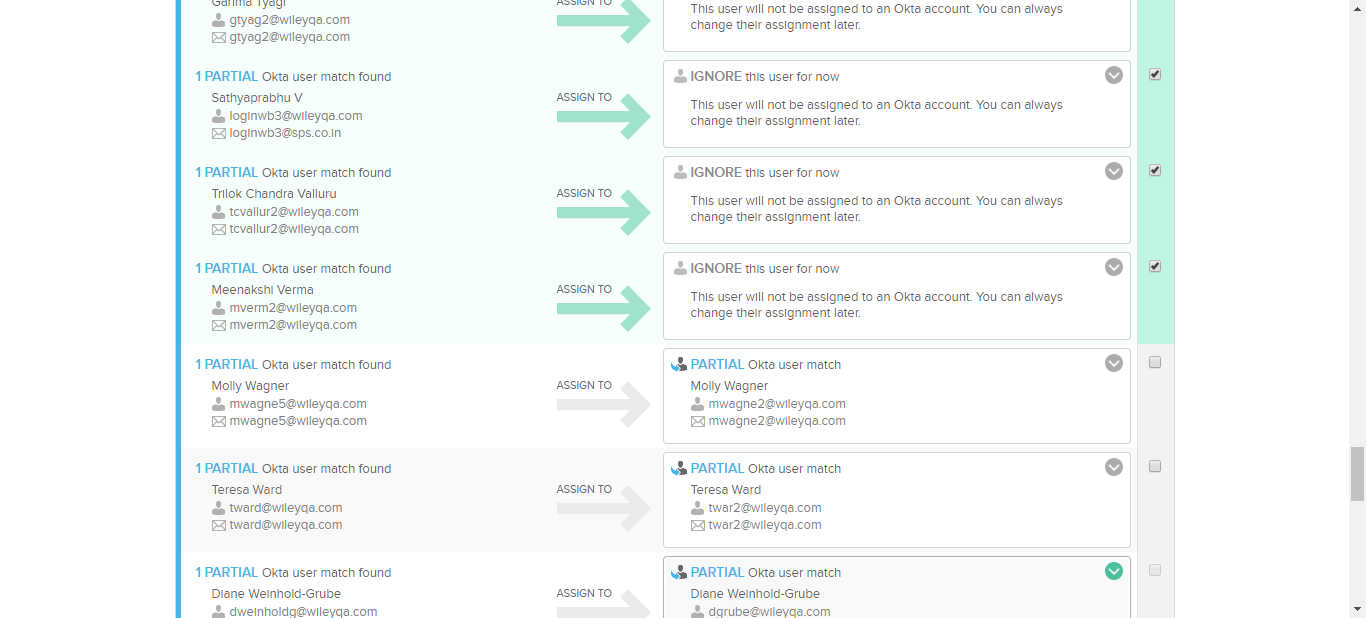 Garima Tyagi
gtyag2@wileyqa.com
gtyag2@wileyqa.com
ASSIGN TO
This user will not be assigned to an Okta account. You can always
change their assignment later.
1 PARTIAL Okta user match found
Sathyaprabhu V
loginwb3@wileyqa.com
loginwb3@sps.co.in
ASSIGN TO
IGNORE this user for now
This user will not be assigned to an Okta account. You can always
change their assignment later.
1 PARTIAL Okta user match found
Trilok Chandra Valluru
tcvallur2@wileyqa.com
tcvallur2@wileyqa.com
ASSIGN TO
IGNORE this user for now
This user will not be assigned to an Okta account. You can always
change their assignment later.
1 PARTIAL Okta user match found
Meenakshi Verma
mverm2@wileyqa.com
mverm2@wileyqa.com
ASSIGN TO
IGNORE this user for now
This user will not be assigned to an Okta account. You can always
change their assignment later.
1 PARTIAL Okta user match found
Molly Wagner
mwagne5@wileyqa.com
mwagne5@wileyqa.com
ASSIGN TO
PARTIAL Okta user match
Molly Wagner
mwagne2@wileyqa.com
mwagne2@wileyqa.com
1 PARTIAL Okta user match found
Teresa Ward
tward@wileyqa.com
tward@wileyqa.com
ASSIGN TO
PARTIAL Okta user match
Teresa Ward
twar2@wileyqa.com
twar2@wileyqa.com
1 PARTIAL Okta user match found
Diane Weinhold-Grube
dweinholdg@wileyqa.com
ASSIGN TO
PARTIAL Okta user match
Diane Weinhold-Grube
dgrube@wileyqa.com